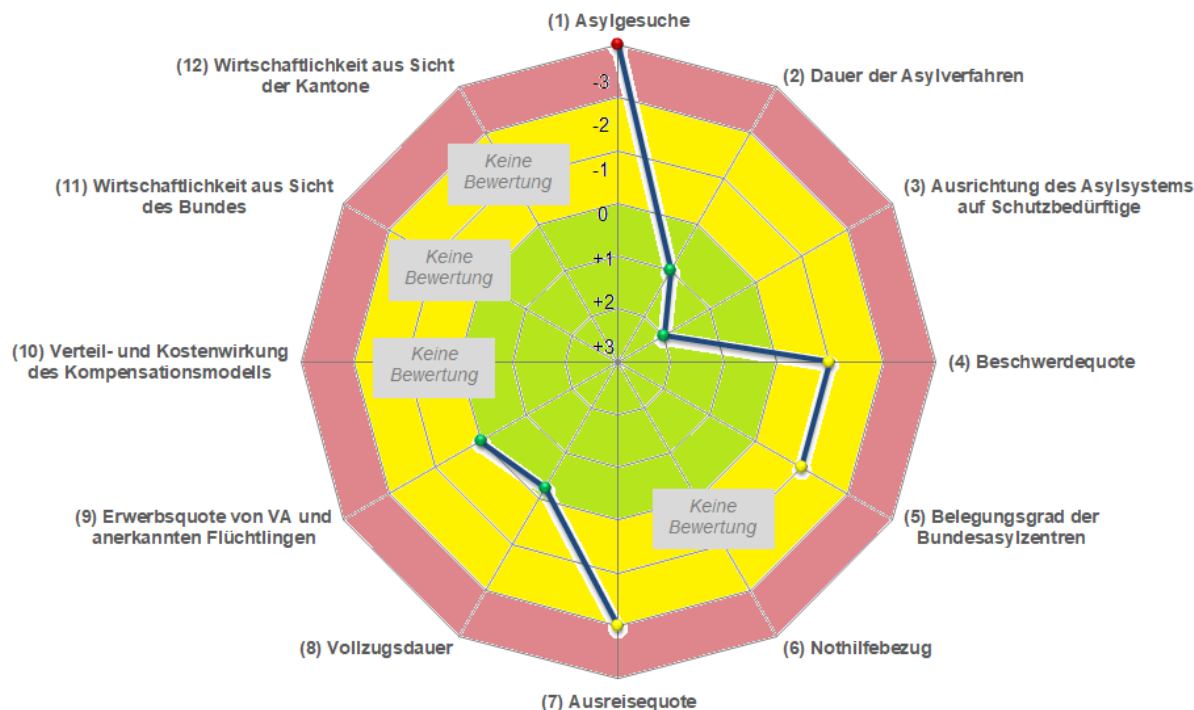 (1) Asylgesuche
(2) Dauer der Asylverfahren
(3) Ausrichtung des Asylsystems
auf Schutzbedürftige
(4) Beschwerdequote
(5) Belegungsgrad der
Bundesasylzentren
(6) Nothilfebezug
(7) Ausreisequote
(8) Vollzugsdauer
(9) Erwerbsquote von VA und
anerkannten Flüchtlingen
(10) Verteil- und Kostenwirkung
des Kompensationsmodells
(11) Wirtschaftlichkeit aus Sicht
des Bundes
(12) Wirtschaftlichkeit aus Sicht
der Kantone
-3
-2
-1
0
+1
+2
+3
Keine
Bewertung
Keine
Bewertung
Keine
Bewertung
Keine
Bewertung